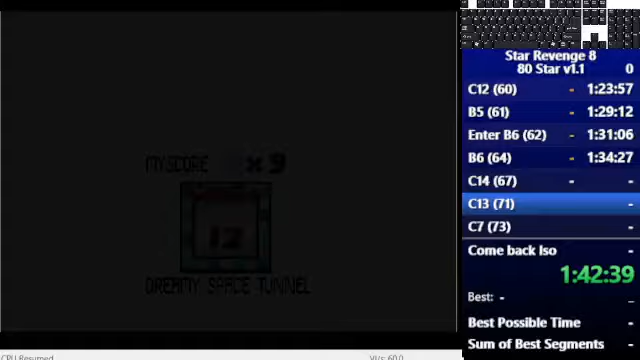 Star Revenge 8
80 Star v1.1 0
C12 (60) - 1:23:57
B5 (61) - 1:29:12
Enter B6 (62) - 1:31:06
B6 (64) - 1:34:27
C14 (67) - -
C13 (71) -
C7 (73) -
Come back Iso -
1:42:39
Best: - _
Best Possible Time -
Sum of Best Segments -
MYSCORE x 9
12
DREAMY SPACE TUNNEL
CPU Resumed VI/s: 60.0